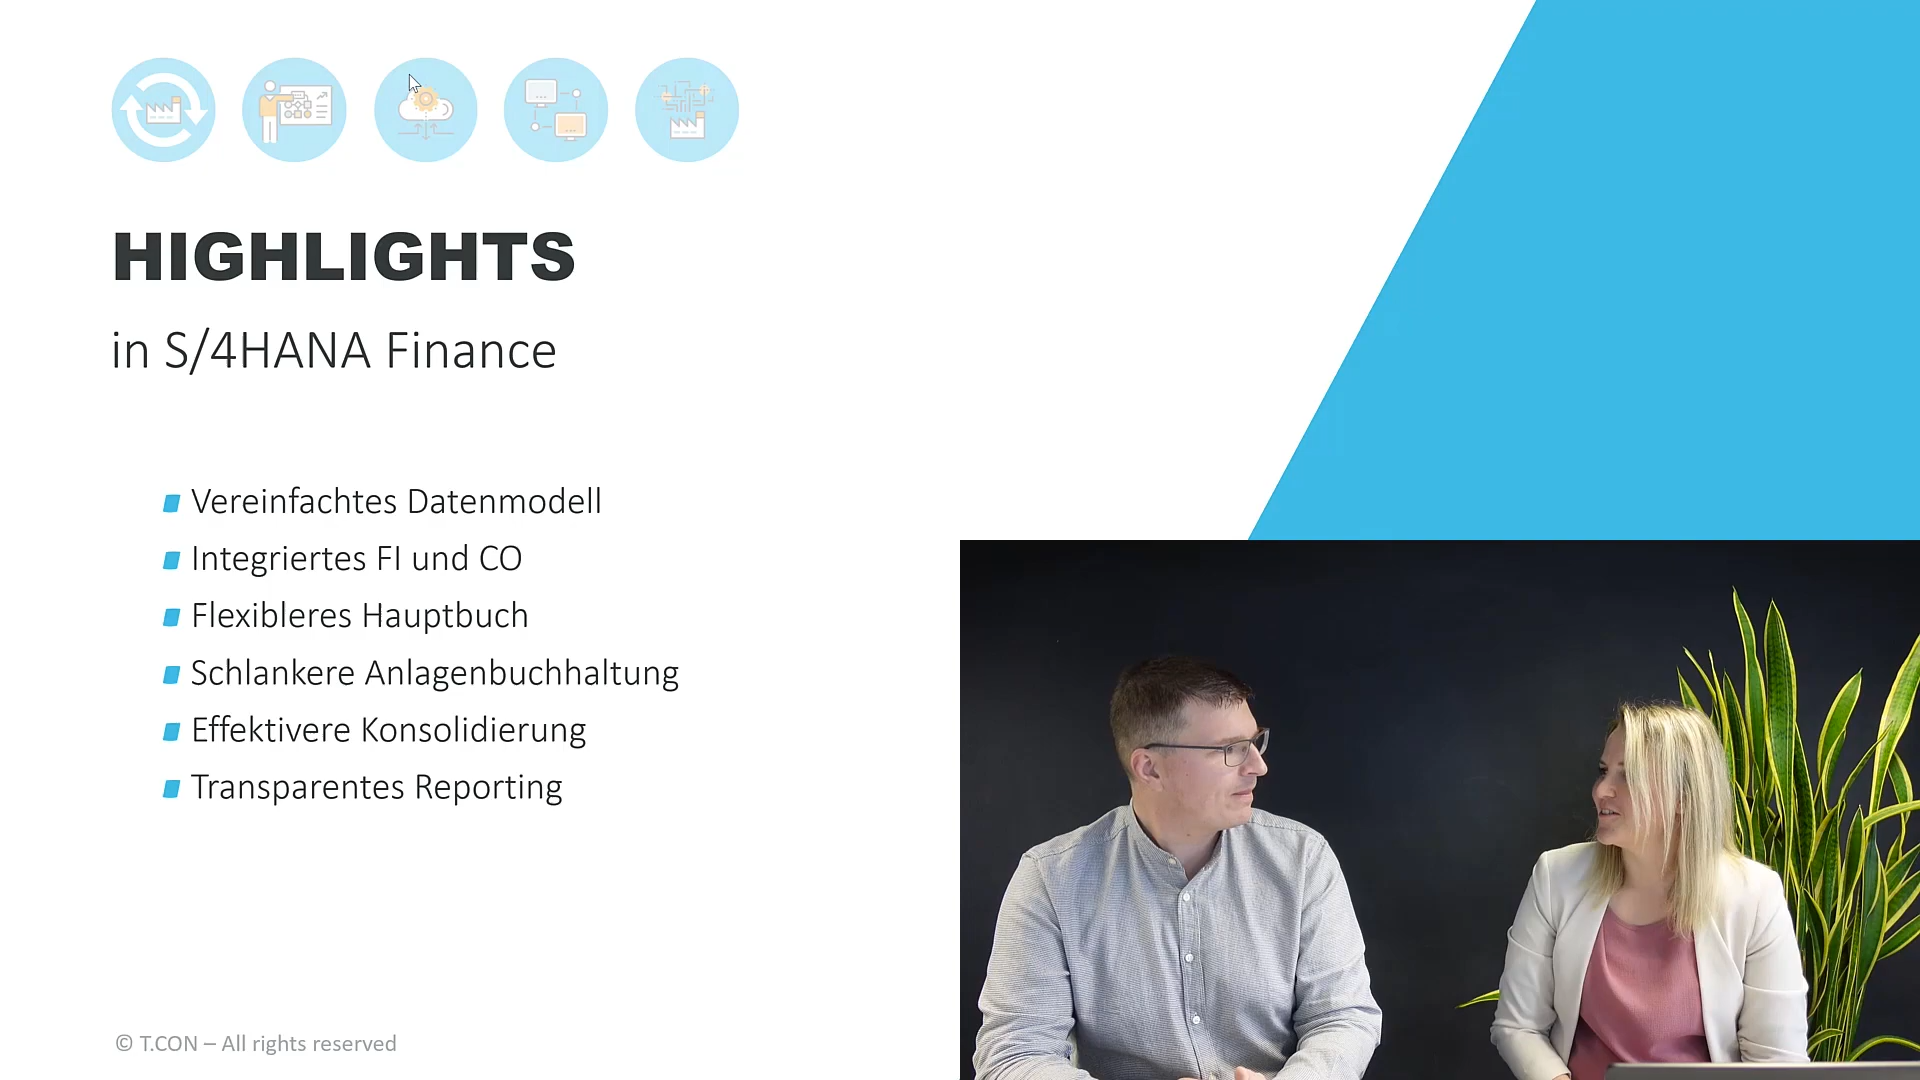 HIGHLIGHTS
in S/4HANA Finance
Vereinfachtes Datenmodell
Integriertes FI und CO
Flexibleres Hauptbuch
Schlankere Anlagenbuchhaltung
Effektivere Konsolidierung
Transparentes Reporting
© T.CON – All rights reserved